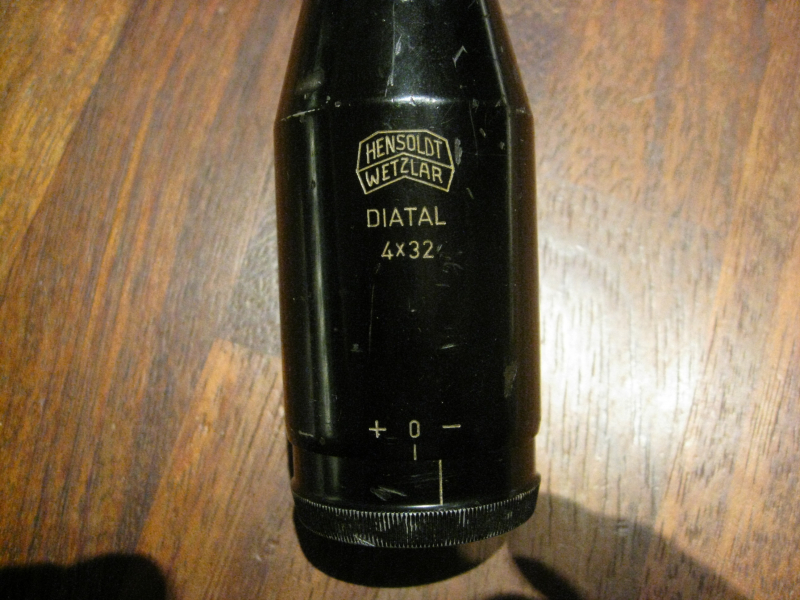 HENSOLDT
WETZLAR
DIATAL
4×32
+ 0 −